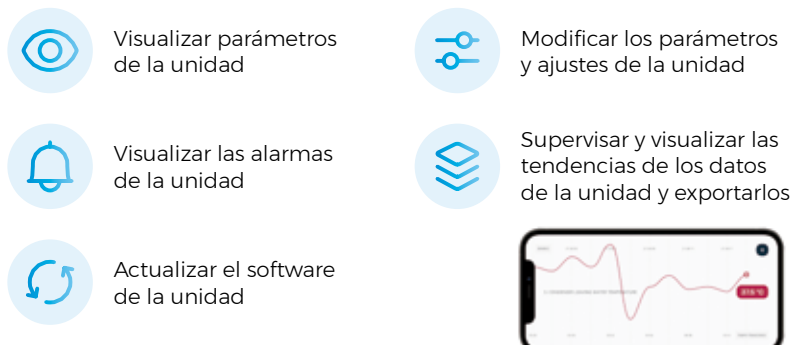 Visualizar parámetros
de la unidad
Modificar los parámetros
y ajustes de la unidad
Visualizar las alarmas
de la unidad
Supervisar y visualizar las
tendencias de los datos
de la unidad y exportarlos
Actualizar el software
de la unidad